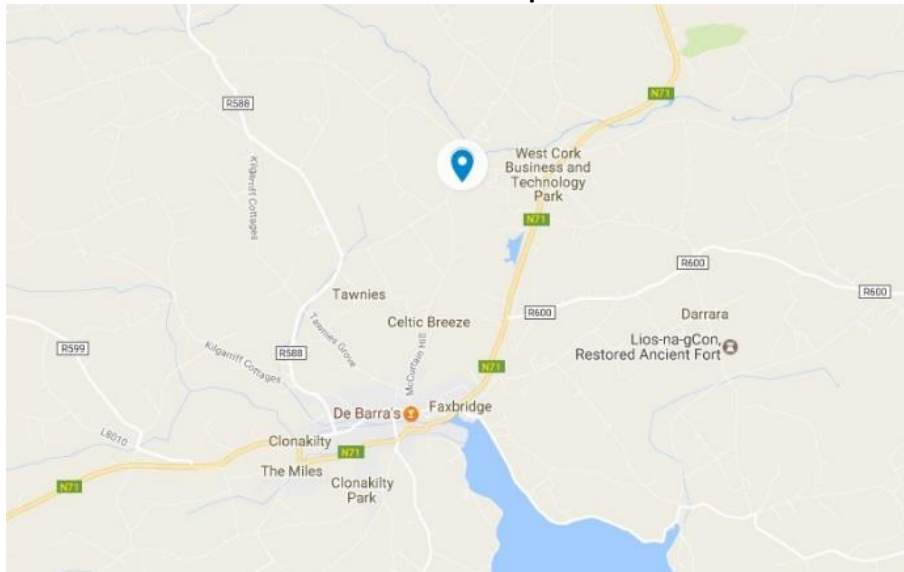 N71
R588
West Cork
Business and
Technology
Park
Kilgarriff Cottages
N71
R600
R600
Tawnies
R600
Darrara
Celtic Breeze
Lios-na-gCon,
Restored Ancient Fort
Tawnies Grove
R599
Kilgarriff Cottages
R588
McCurtain Hill
N71
De Barra's
Faxbridge
L8010
Clonakilty
N71
The Miles
N71
Clonakilty
Park